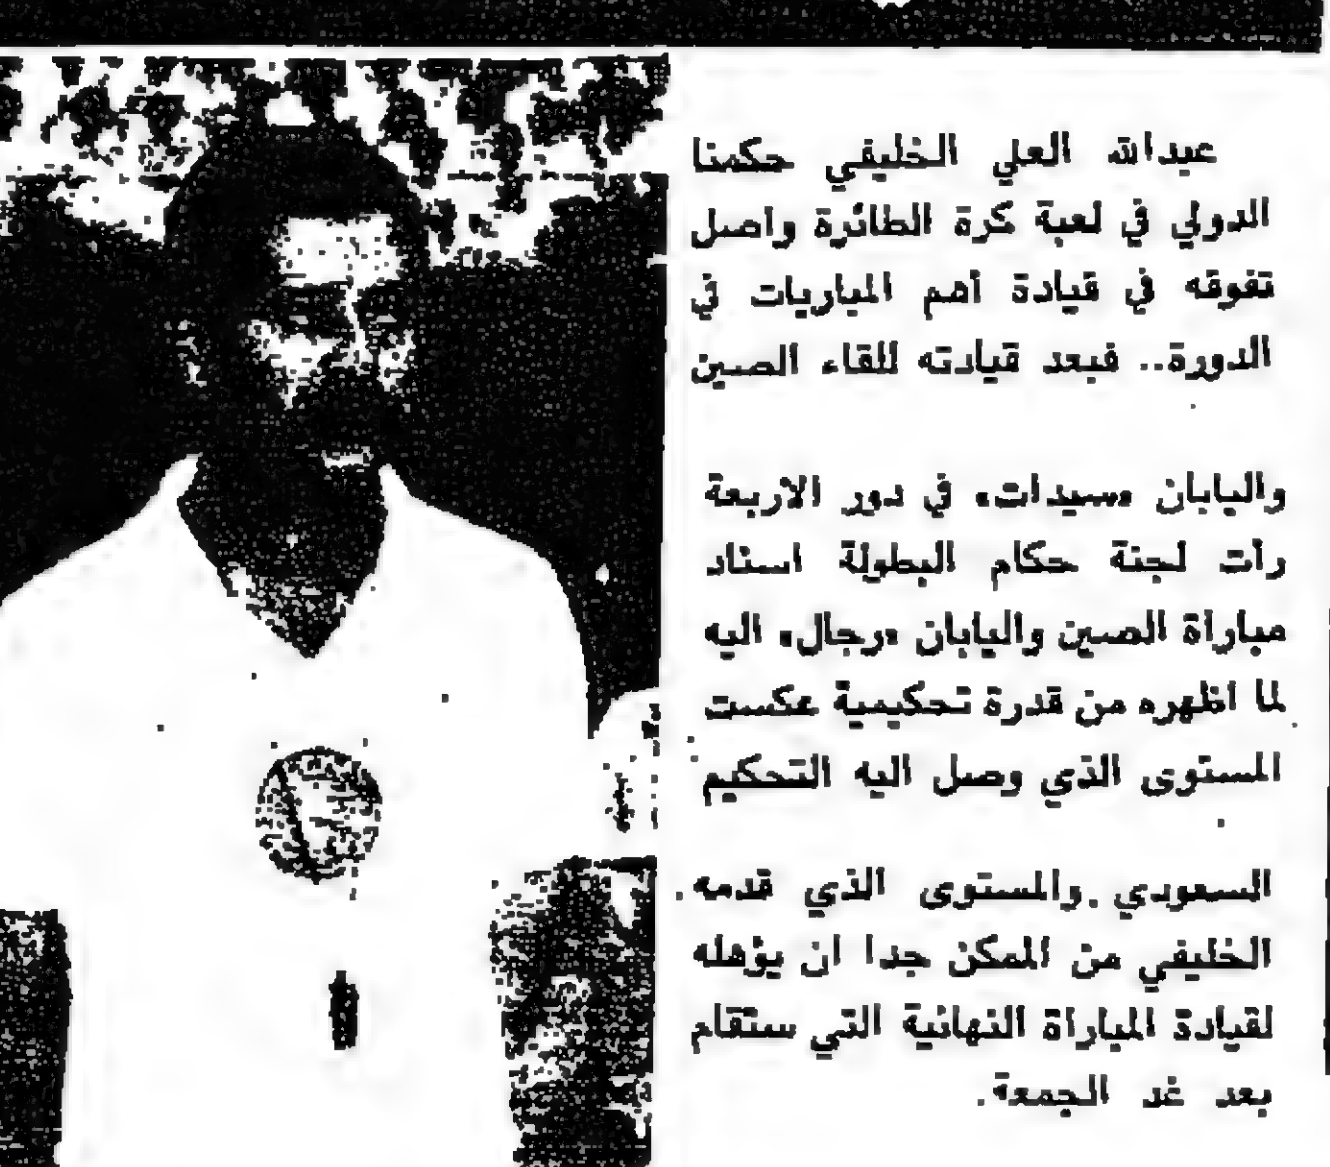 عبدالله العلي الخليفي حكمنا
الدولي في لعبة كرة الطائرة واصل
تفوقه في قيادة اهم المباريات في
الدورة.. فبعد قيادته للقاء الصين
واليابان «سيدات» في دور الاربعة
رأت لجنة حكام البطولة اسناد
مباراة الصين واليابان «رجال» اليه
لما اظهره من قدرة تحكيمية عكست
المستوى الذي وصل اليه التحكيم
السعودي. والمستوى الذي قدمه
الخليفي من الممكن جدا ان يؤهله
لقيادة المباراة النهائية التي ستقام
بعد غد الجمعة.